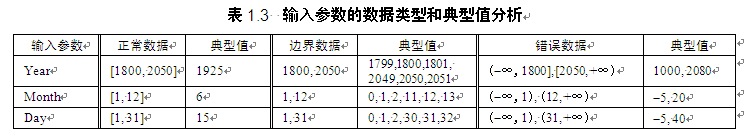 表 1.3 输入参数的数据类型和典型值分析
输入参数 正常数据 典型值 边界数据 典型值 错误数据 典型值
Year [1800, 2050] 1925 1800, 2050 1799,1800,1801, 2049,2050,2051 (–∞, 1800],[2050,+∞) 1000, 2080
Month [1, 12] 6 1, 12 0, 1, 2, 11, 12, 13 (–∞, 1), (12,+∞) –5, 20
Day [1, 31] 15 1, 31 0, 1, 2, 30, 31, 32 (–∞, 1), (31,+∞) –5, 40